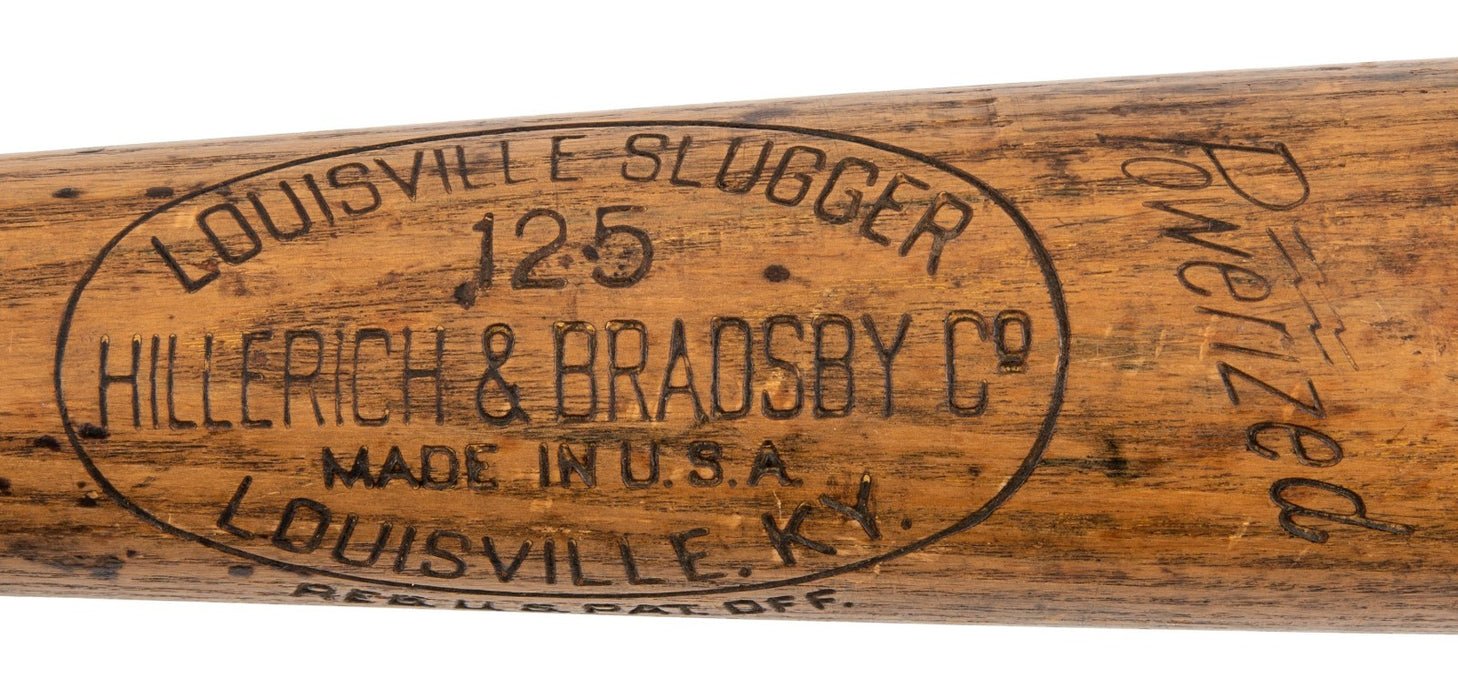 LOUISVILLE SLUGGER
125
HILLERICH & BRADSBY Cº
MADE IN U.S.A
LOUISVILLE. KY.
REG. U.S. PAT. OFF.
Powerized